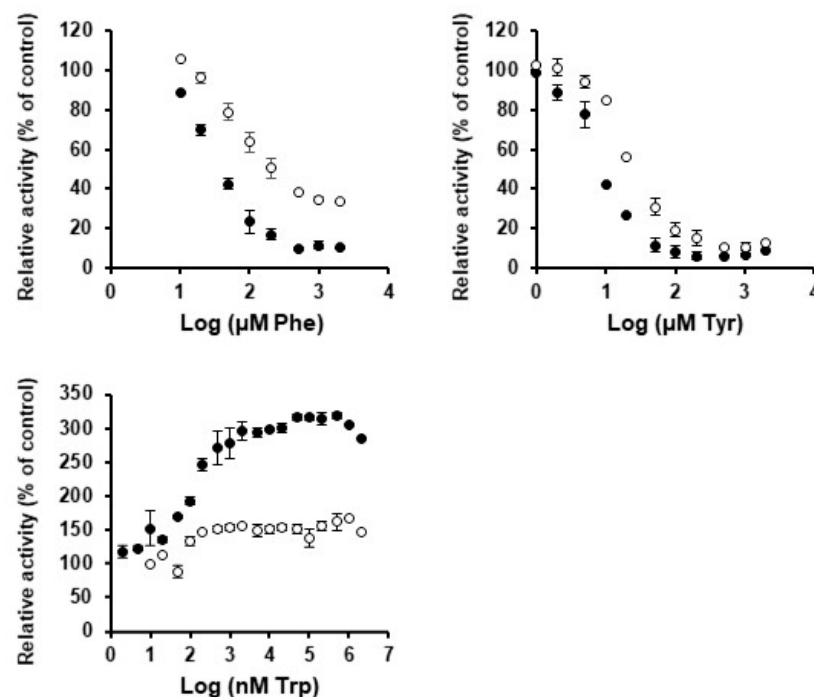 Relative activity (% of control)
120
100
80
60
40
20
0
0 1 2 3 4
Log (µM Phe)
Relative activity (% of control)
120
100
80
60
40
20
0
0 1 2 3 4
Log (µM Tyr)
Relative activity (% of control)
350
300
250
200
150
100
50
0
0 1 2 3 4 5 6 7
Log (nM Trp)